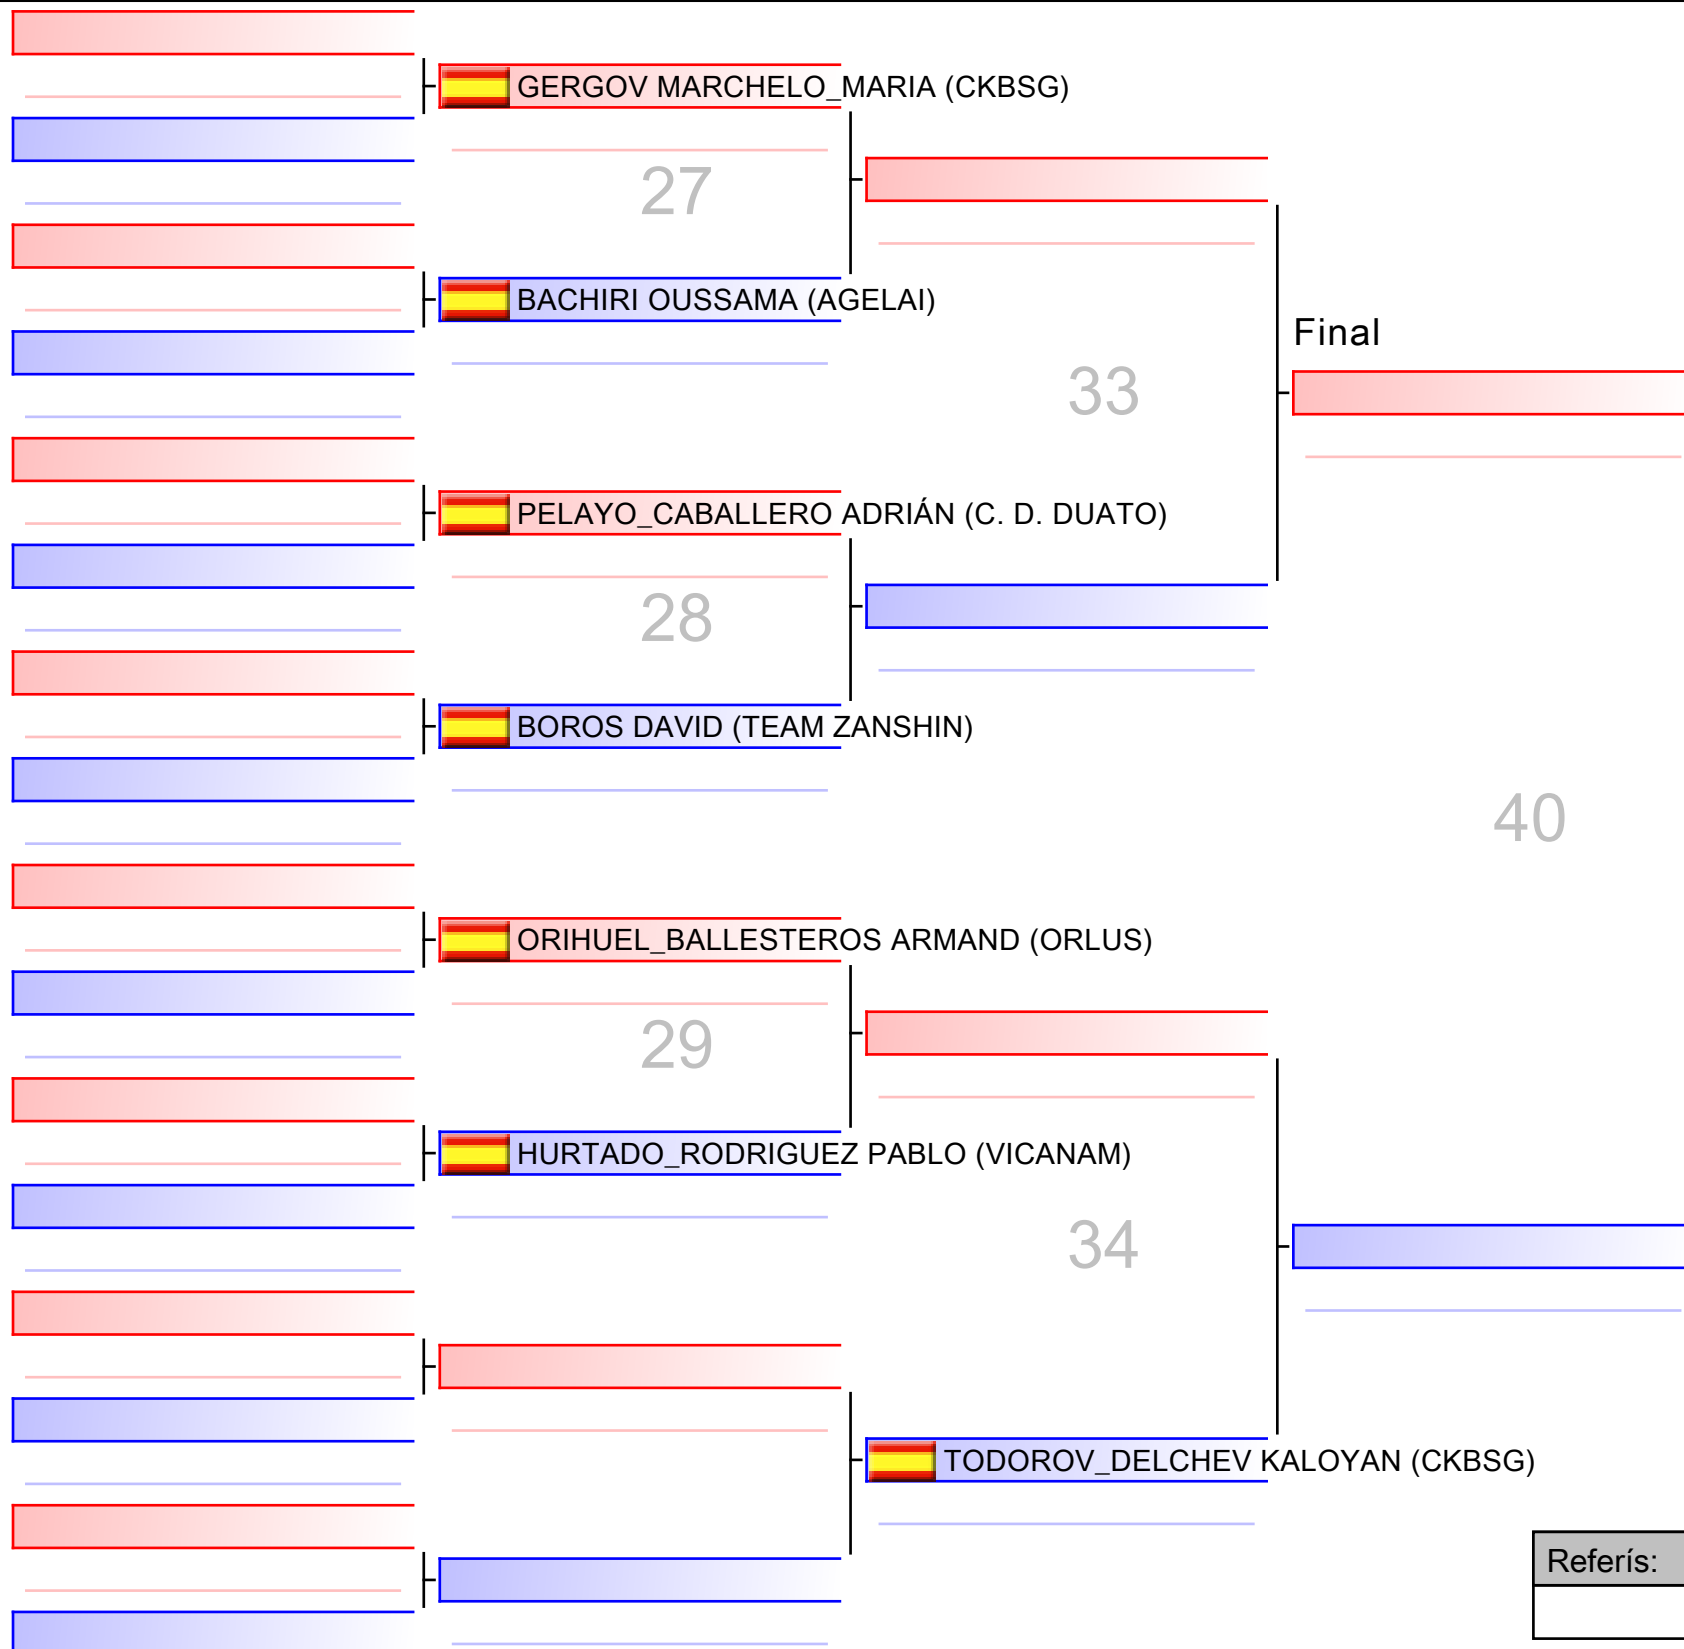 GERGOV MARCHELO_MARIA (CKBSG)
27
BACHIRI OUSSAMA (AGELAI)
Final
33
PELAYO_CABALLERO ADRIÁN (C. D. DUATO)
28
BOROS DAVID (TEAM ZANSHIN)
40
ORIHUEL_BALLESTEROS ARMAND (ORLUS)
29
HURTADO_RODRIGUEZ PABLO (VICANAM)
34
TODOROV_DELCHEV KALOYAN (CKBSG)
Referís: